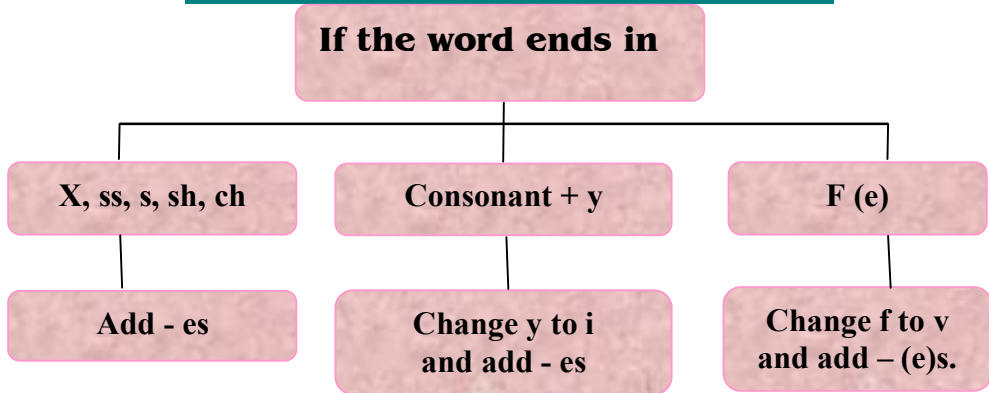 If the word ends in
X, ss, s, sh, ch
Consonant + y
F (e)
Add - es
Change y to i
and add - es
Change f to v
and add – (e)s.